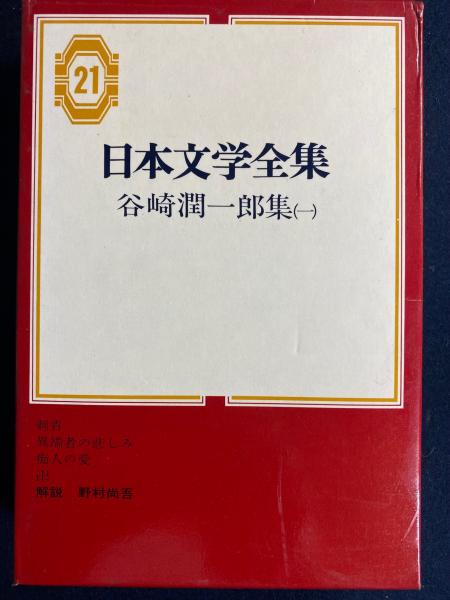 21
日本文学全集
谷崎潤一郎集(一)
刺青
異端者の悲しみ
痴人の愛
卍
解説 野村尚吾